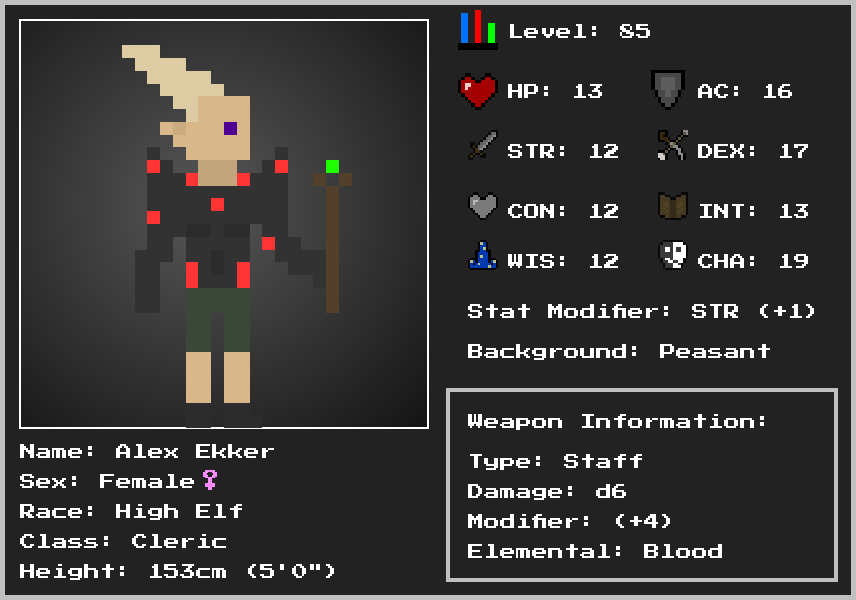 Level: 85
HP: 13 AC: 16
STR: 12 DEX: 17
CON: 12 INT: 13
WIS: 12 CHA: 19
Stat Modifier: STR (+1)
Background: Peasant
Weapon Information:
Type: Staff
Damage: d6
Modifier: (+4)
Elemental: Blood
Name: Alex Ekker
Sex: Female♀
Race: High Elf
Class: Cleric
Height: 153cm (5'0")